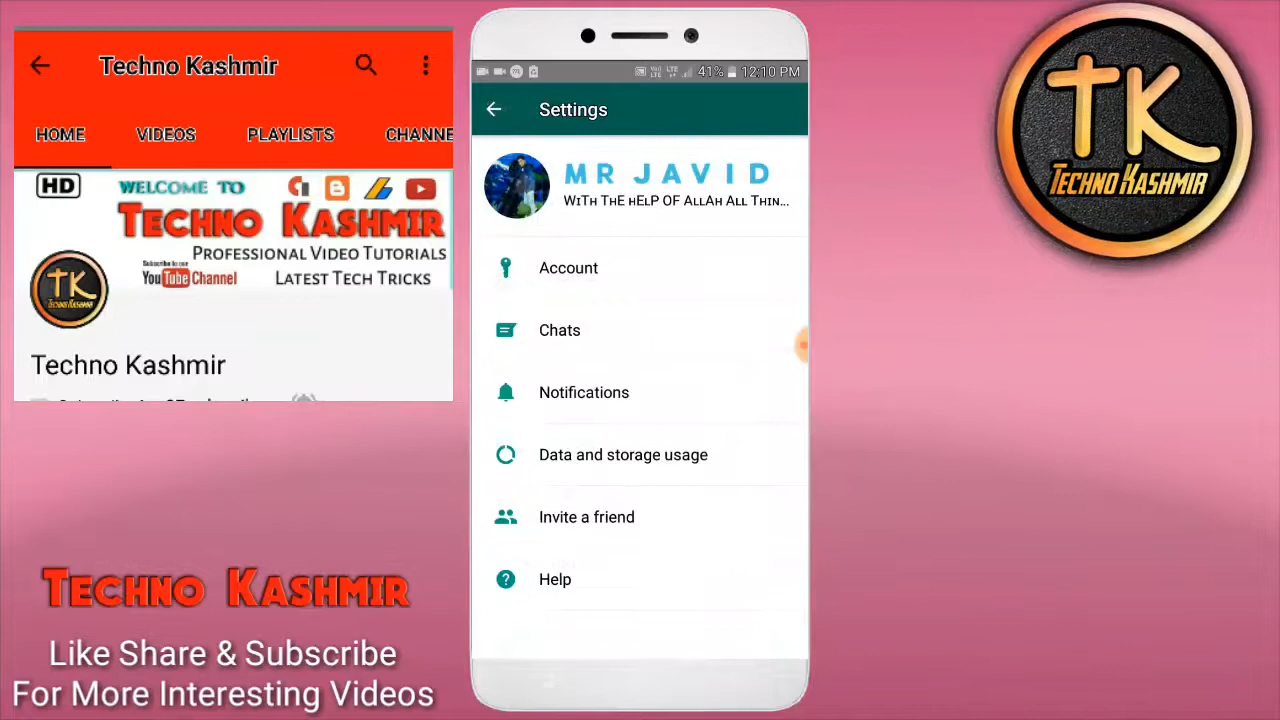 Techno Kashmir
HOME VIDEOS PLAYLISTS CHANNE
HD
WELCOME TO
TECHNO KASHMIR
PROFESSIONAL VIDEO TUTORIALS
Subscribe to our
YouTube Channel
LATEST TECH TRICKS
TK
TECHNO KASHMIR
Techno Kashmir
TECHNO KASHMIR
Like Share & Subscribe
For More Interesting Videos
41% 12:10 PM
Settings
MR JAVID
WiTh ThE hELP OF AllAh All Thin...
Account
Chats
Notifications
Data and storage usage
Invite a friend
Help
TK
TECHNO KASHMIR